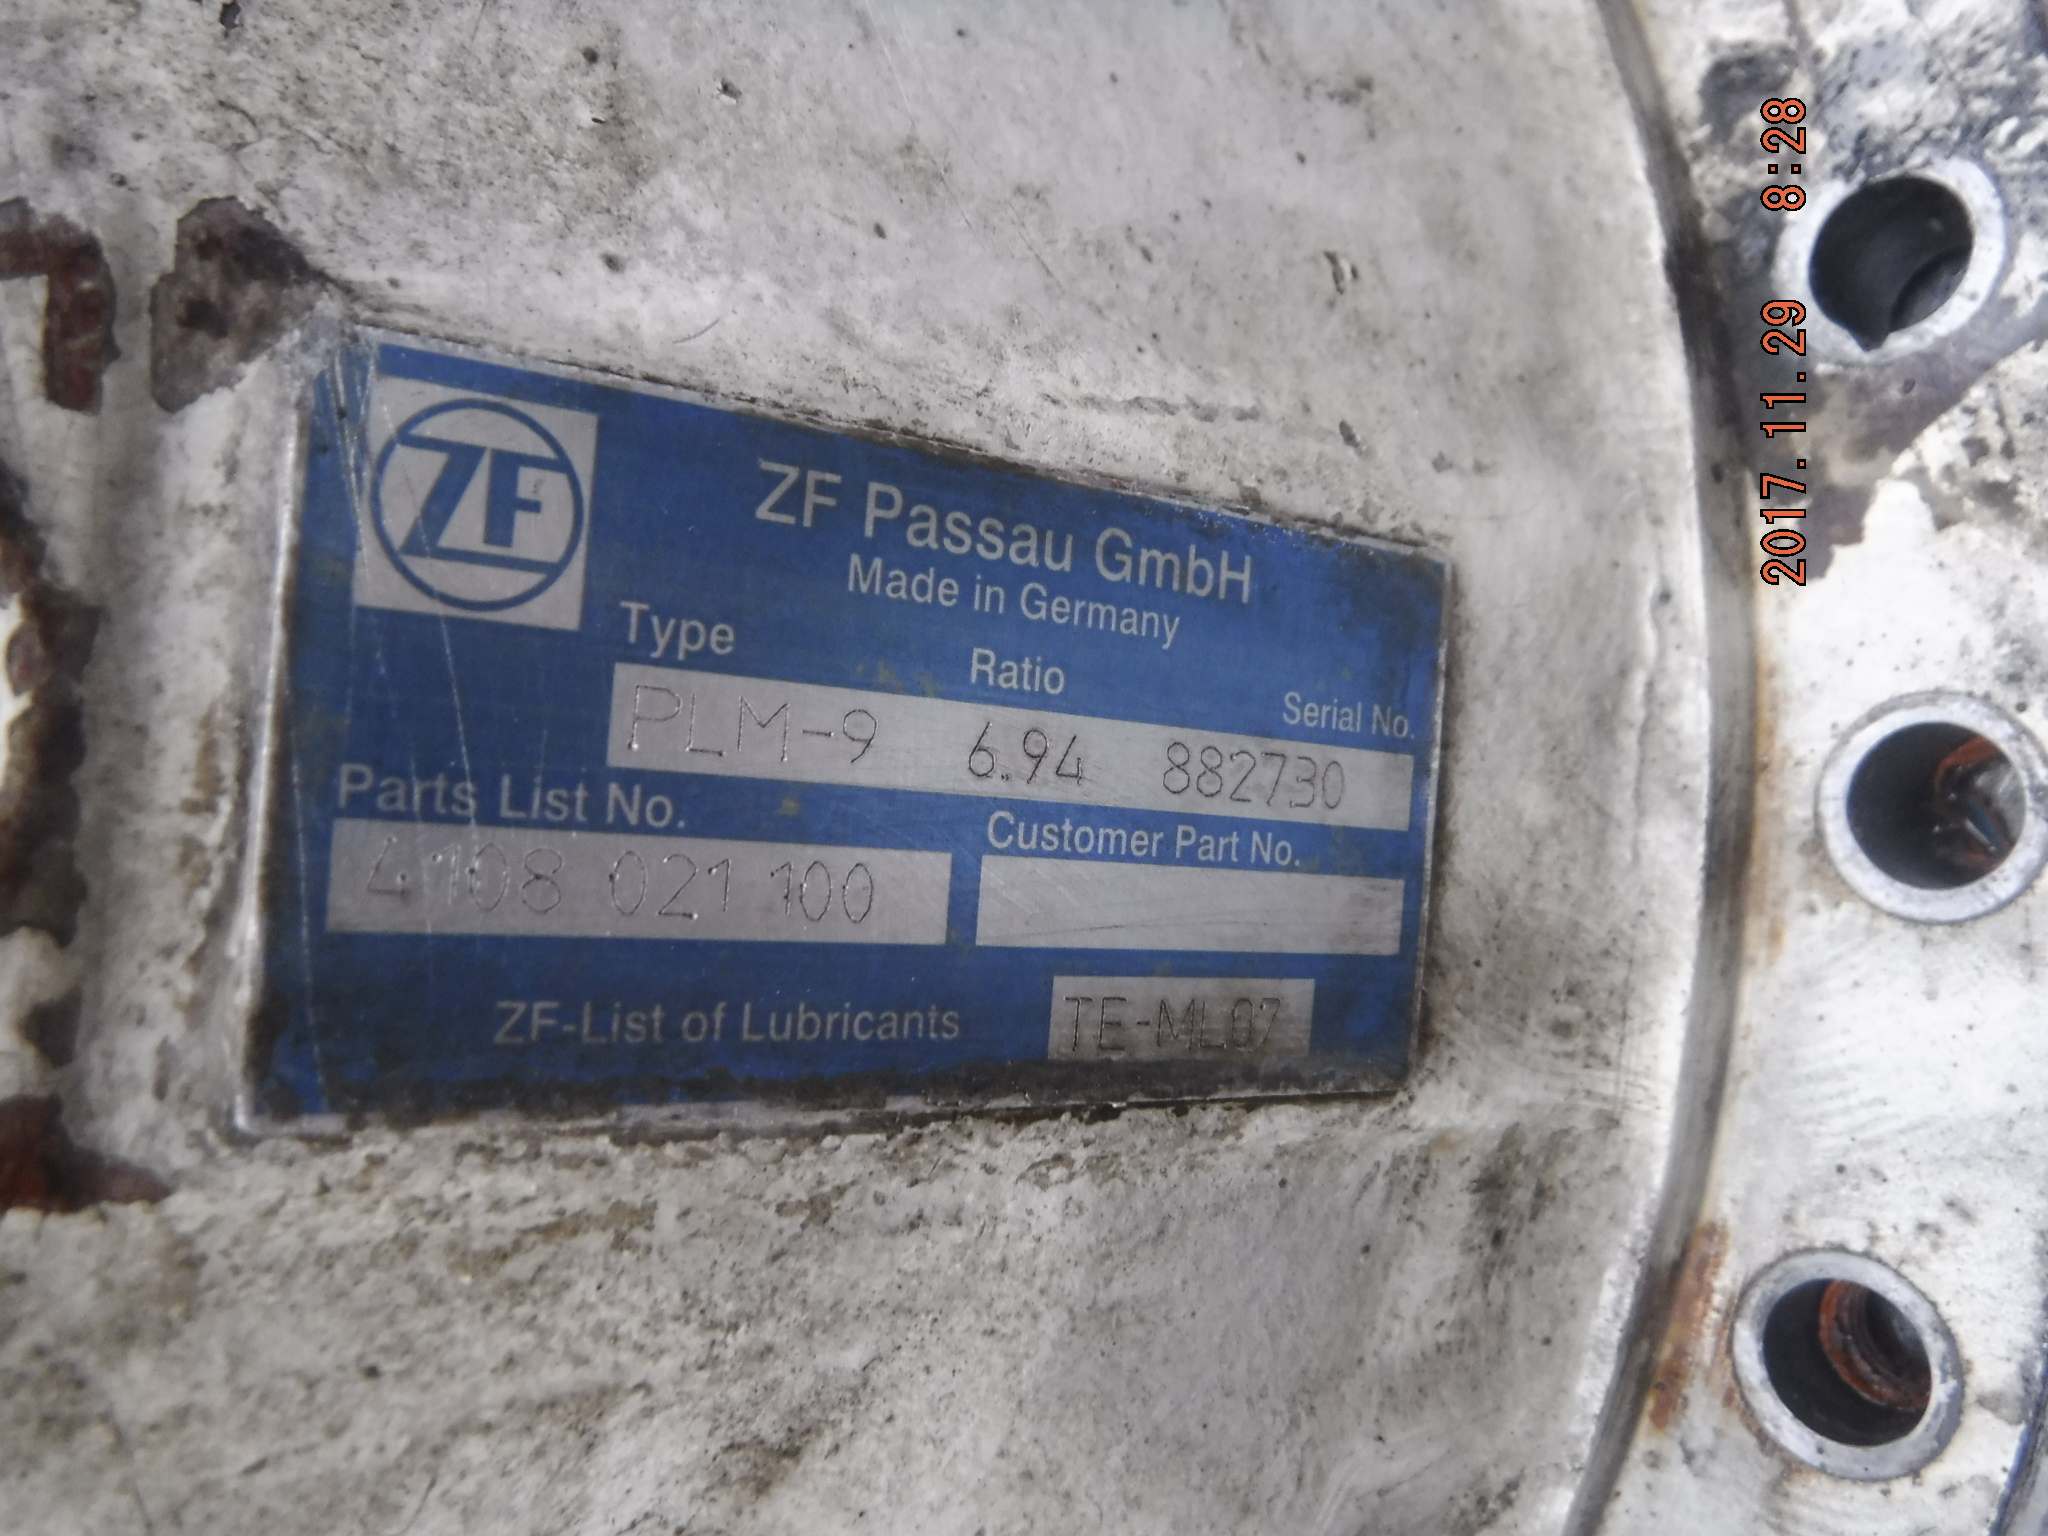 ZF
ZF Passau GmbH
Made in Germany
Type Ratio Serial No.
PLM-9 6.94 882730
Parts List No. Customer Part No.
4108 021 100
ZF-List of Lubricants TE-ML07
2017.11.29 8:28